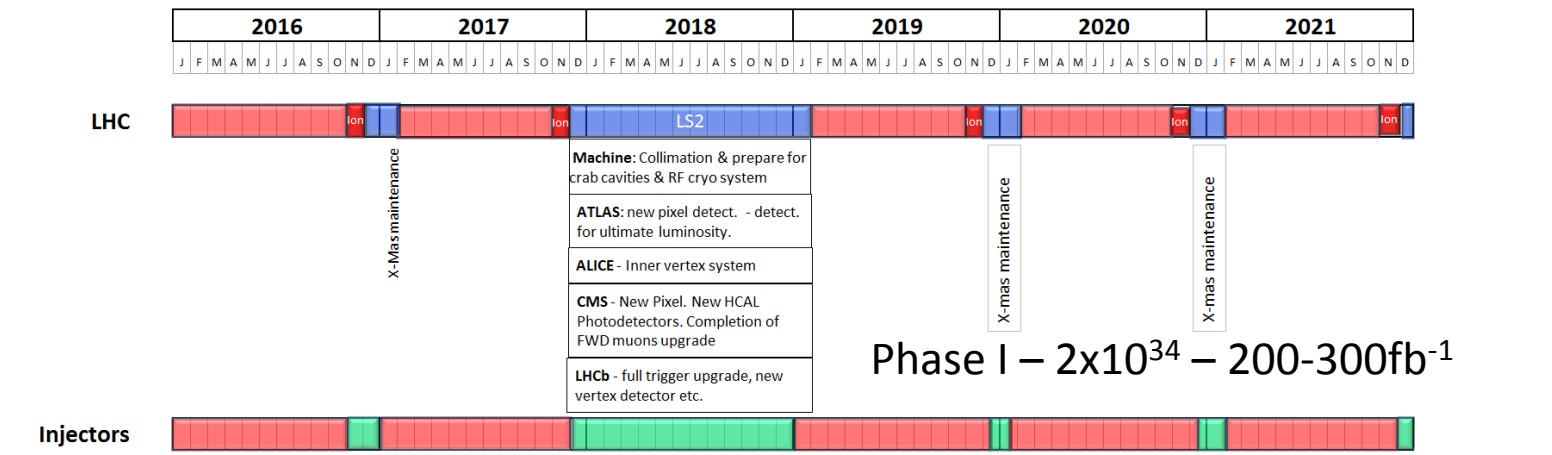 2016 2017 2018 2019 2020 2021
J F M A M J J A S O N D J F M A M J J A S O N D J F M A M J J A S O N D J F M A M J J A S O N D J F M A M J J A S O N D J F M A M J J A S O N D
LHC
Ion Ion LS2 Ion Ion Ion
X-Mas maintenance
Machine: Collimation & prepare for
crab cavities & RF cryo system
ATLAS: new pixel detect. - detect.
for ultimate luminosity.
ALICE - Inner vertex system
CMS - New Pixel. New HCAL
Photodetectors. Completion of
FWD muons upgrade
LHCb - full trigger upgrade, new
vertex detector etc.
X-mas maintenance
X-mas maintenance
Phase I – 2x10³⁴ – 200-300fb⁻¹
Injectors